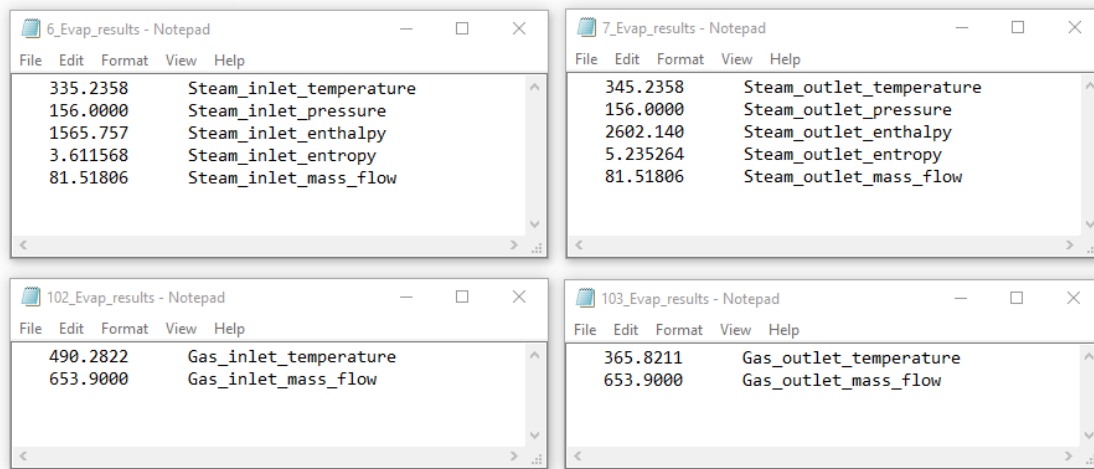 6_Evap_results - Notepad
File Edit Format View Help
335.2358 Steam_inlet_temperature
156.0000 Steam_inlet_pressure
1565.757 Steam_inlet_enthalpy
3.611568 Steam_inlet_entropy
81.51806 Steam_inlet_mass_flow
7_Evap_results - Notepad
File Edit Format View Help
345.2358 Steam_outlet_temperature
156.0000 Steam_outlet_pressure
2602.140 Steam_outlet_enthalpy
5.235264 Steam_outlet_entropy
81.51806 Steam_outlet_mass_flow
102_Evap_results - Notepad
File Edit Format View Help
490.2822 Gas_inlet_temperature
653.9000 Gas_inlet_mass_flow
103_Evap_results - Notepad
File Edit Format View Help
365.8211 Gas_outlet_temperature
653.9000 Gas_outlet_mass_flow